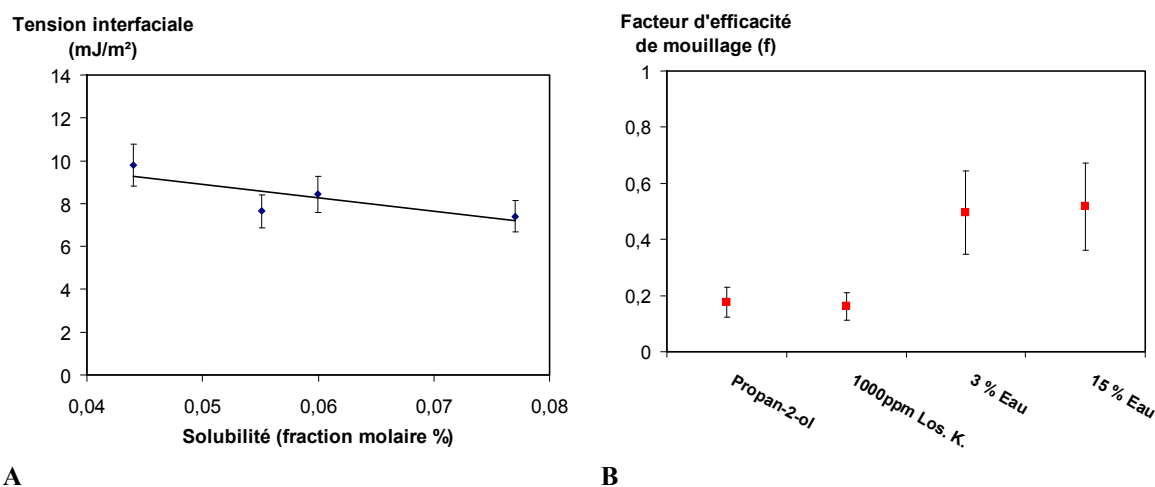 Tension interfaciale
(mJ/m²)
14
12
10
8
6
4
2
0
0,04
0,05
0,06
0,07
0,08
Solubilité (fraction molaire %)
A
Facteur d'efficacité
de mouillage (f)
1
0,8
0,6
0,4
0,2
0
Propan-2-ol
1000ppm Los. K.
3 % Eau
15 % Eau
B